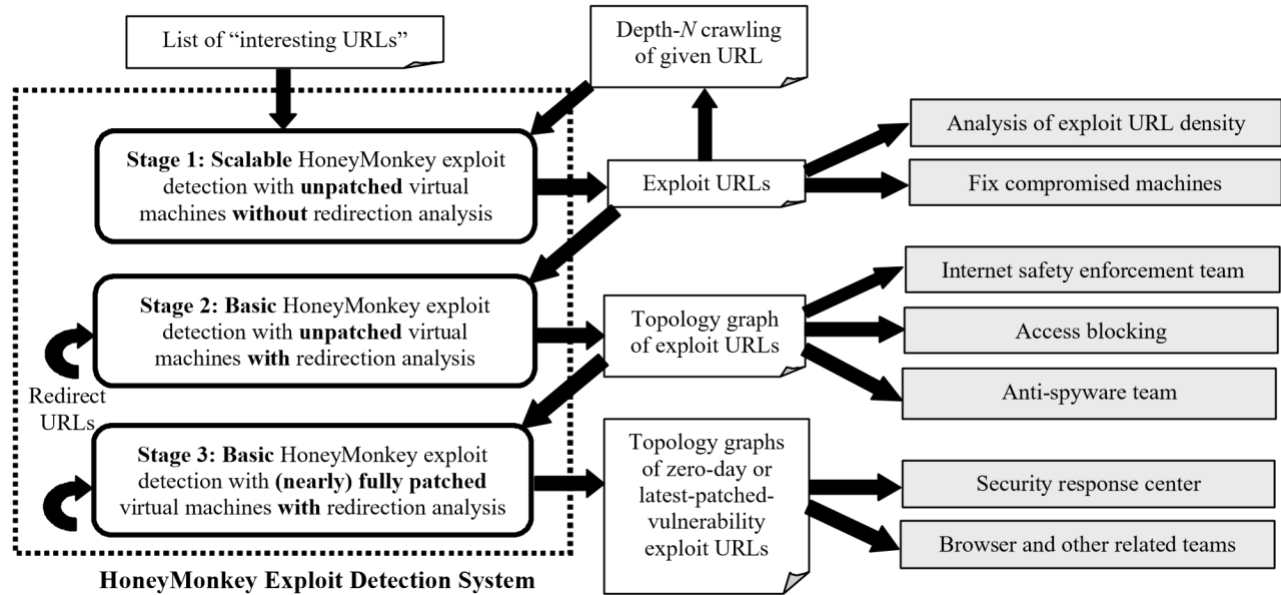 List of “interesting URLs”
Depth-N crawling
of given URL
Stage 1: Scalable HoneyMonkey exploit
detection with unpatched virtual
machines without redirection analysis
Exploit URLs
Analysis of exploit URL density
Fix compromised machines
Stage 2: Basic HoneyMonkey exploit
detection with unpatched virtual
machines with redirection analysis
Redirect
URLs
Topology graph
of exploit URLs
Internet safety enforcement team
Access blocking
Anti-spyware team
Stage 3: Basic HoneyMonkey exploit
detection with (nearly) fully patched
virtual machines with redirection analysis
Topology graphs
of zero-day or
latest-patched-
vulnerability
exploit URLs
Security response center
Browser and other related teams
HoneyMonkey Exploit Detection System